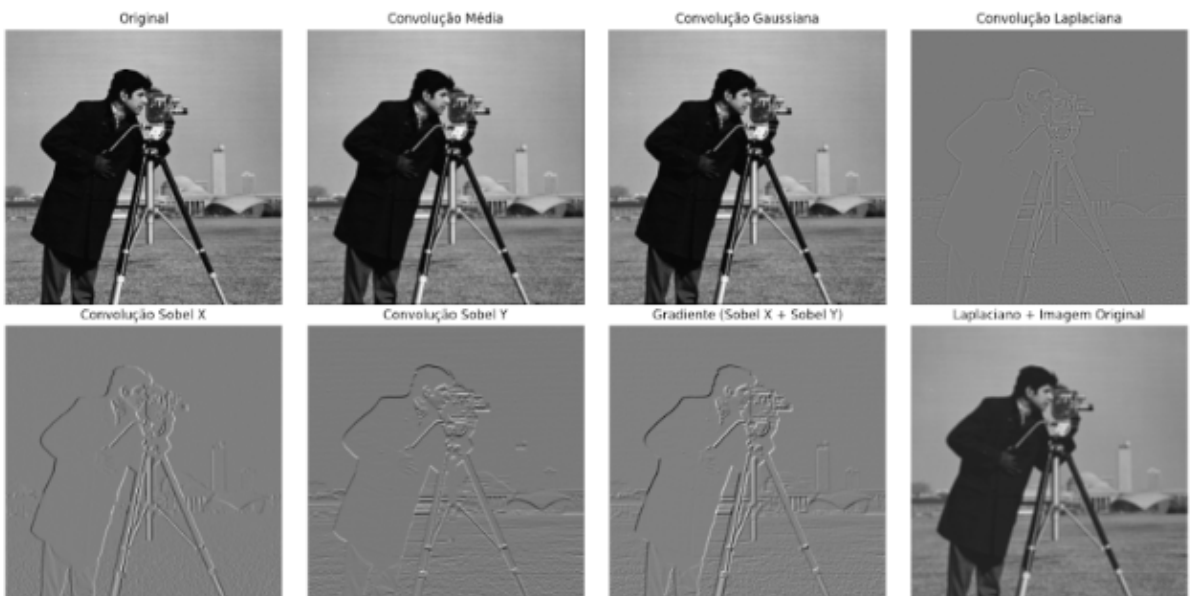 Original
Convolução Média
Convolução Gaussiana
Convolução Laplaciana
Convolução Sobel X
Convolução Sobel Y
Gradiente (Sobel X + Sobel Y)
Laplaciano + Imagem Original